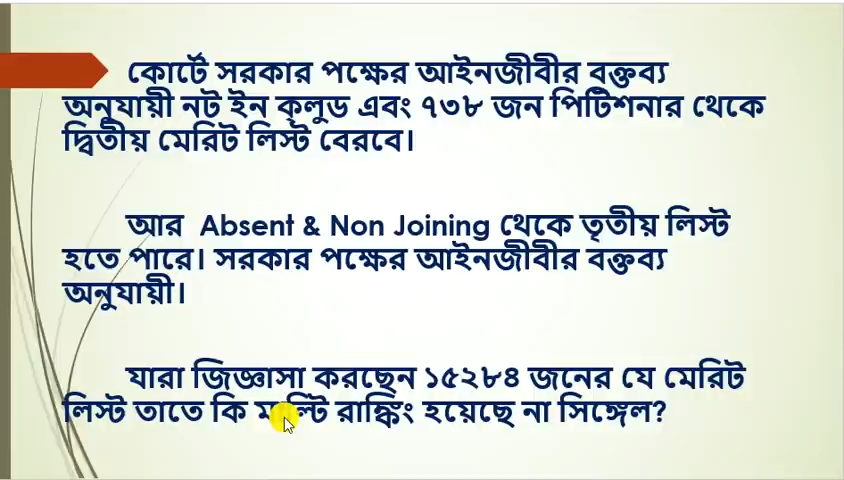 কোর্টে সরকার পক্ষের আইনজীবীর বক্তব্য
অনুযায়ী নট ইন ক্লুড এবং ৭৩৮ জন পিটিশনার থেকে
দ্বিতীয় মেরিট লিস্ট বেরবে।
আর Absent & Non Joining থেকে তৃতীয় লিস্ট
হতে পারে। সরকার পক্ষের আইনজীবীর বক্তব্য
অনুযায়ী।
যারা জিজ্ঞাসা করছেন ১৫২৮৪ জনের যে মেরিট
লিস্ট তাতে কি মাল্টি রাঙ্কিং হয়েছে না সিঙ্গেল?